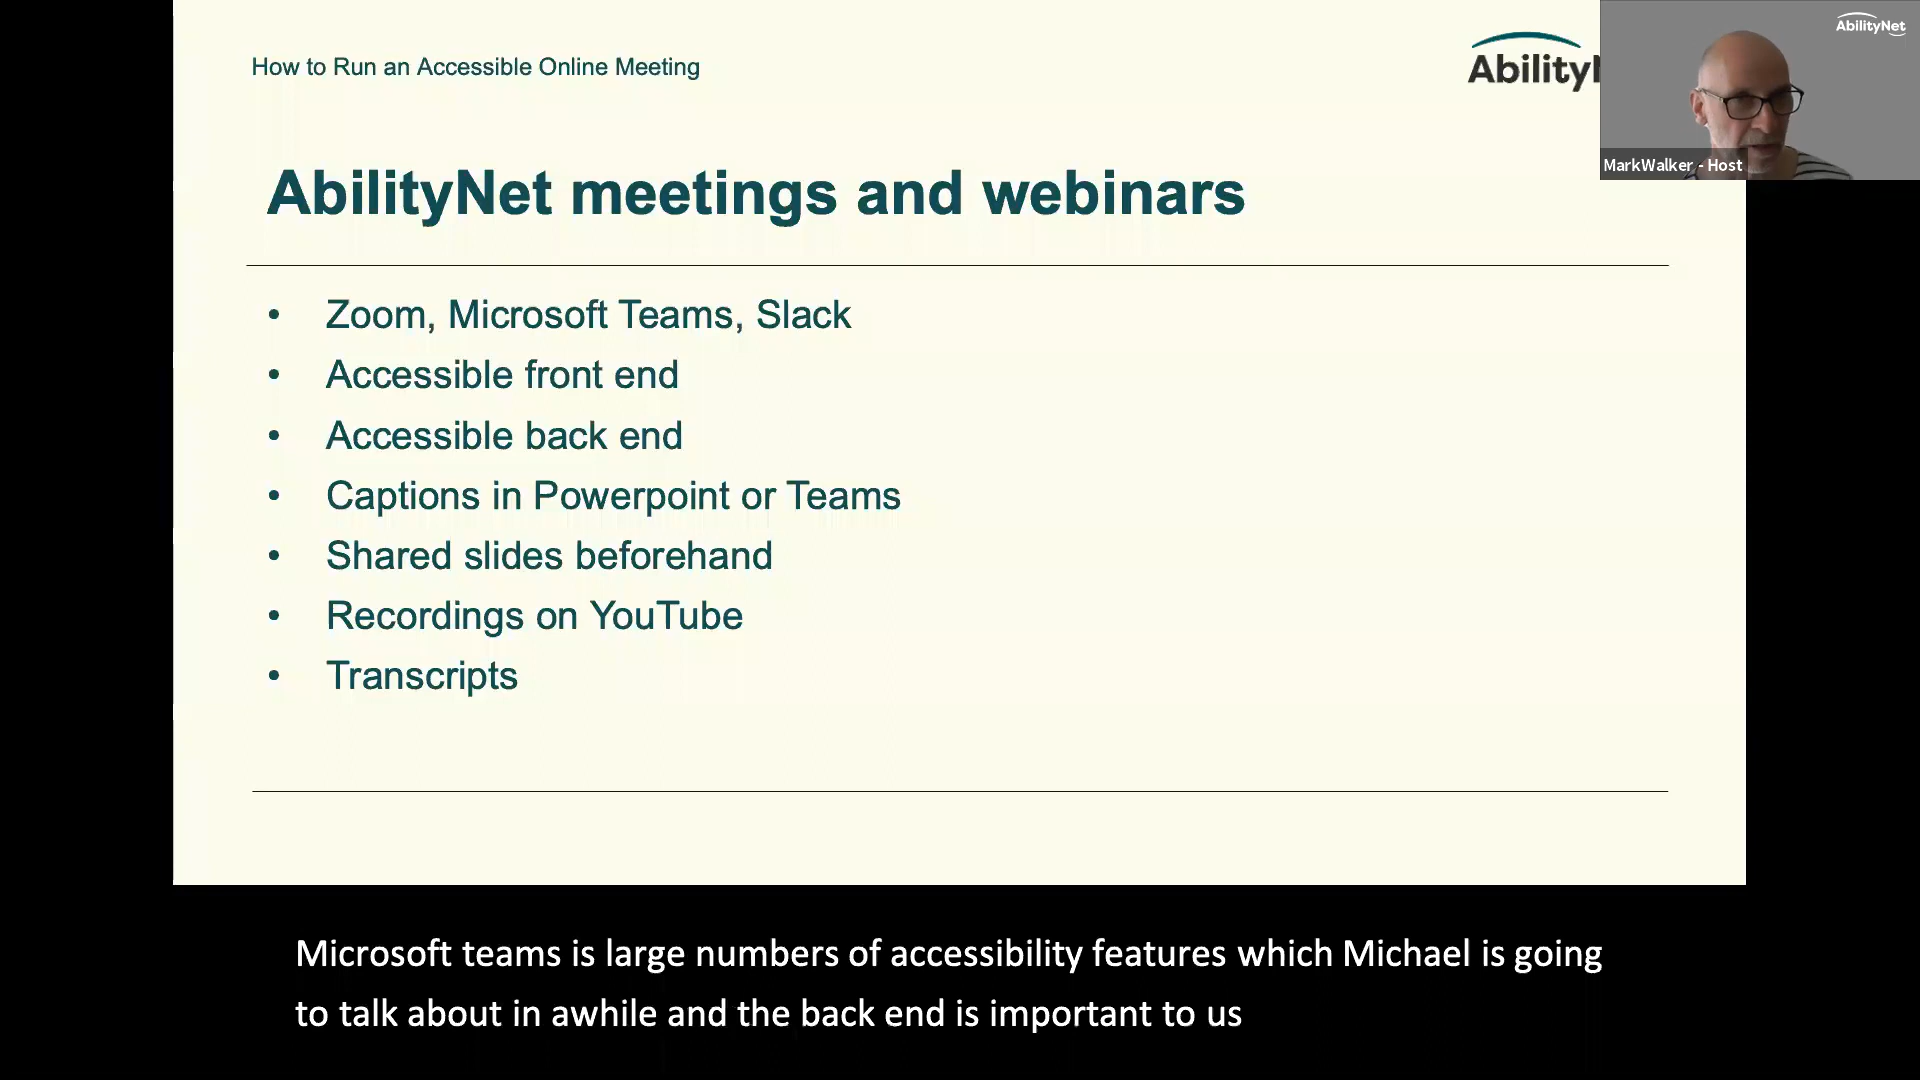 How to Run an Accessible Online Meeting
AbilityN
AbilityNet
MarkWalker - Host
AbilityNet meetings and webinars
• Zoom, Microsoft Teams, Slack
• Accessible front end
• Accessible back end
• Captions in Powerpoint or Teams
• Shared slides beforehand
• Recordings on YouTube
• Transcripts
Microsoft teams is large numbers of accessibility features which Michael is going
to talk about in awhile and the back end is important to us